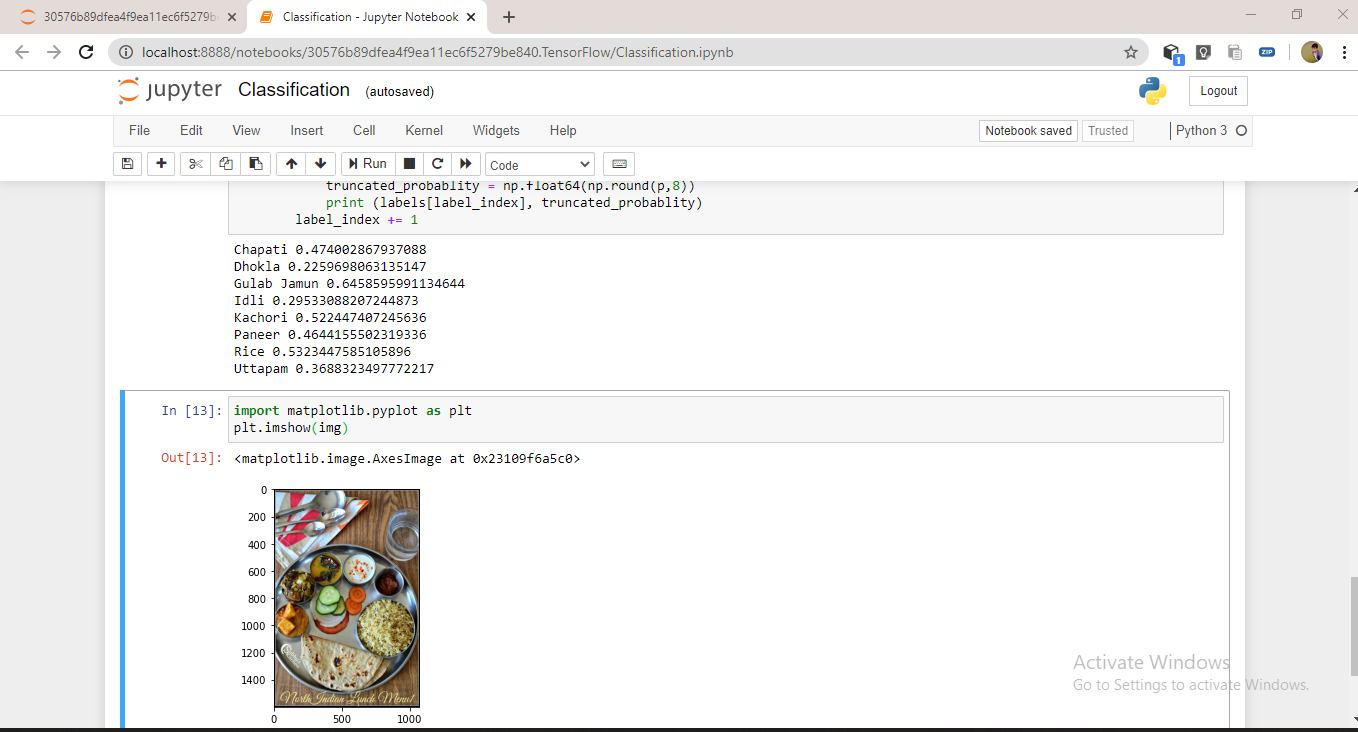 30576b89dfea4f9ea11ec6f5279b
Classification - Jupyter Notebook
localhost:8888/notebooks/30576b89dfea4f9ea11ec6f5279be840.TensorFlow/Classification.ipynb
1
ZIP
jupyter Classification (autosaved)
Logout
File Edit View Insert Cell Kernel Widgets Help
Notebook saved Trusted Python 3
Run Code
truncated_probablity = np.float64(np.round(p,8))
print (labels[label_index], truncated_probablity)
label_index += 1
Chapati 0.474002867937088
Dhokla 0.2259698063135147
Gulab Jamun 0.6458595991134644
Idli 0.29533088207244873
Kachori 0.522447407245636
Paneer 0.4644155502319336
Rice 0.5323447585105896
Uttapam 0.3688323497772217
In [13]: import matplotlib.pyplot as plt
plt.imshow(img)
Out[13]: <matplotlib.image.AxesImage at 0x23109f6a5c0>
0
200
400
600
800
1000
1200
1400
North Indian Lunch Menu1
0 500 1000
Activate Windows
Go to Settings to activate Windows.